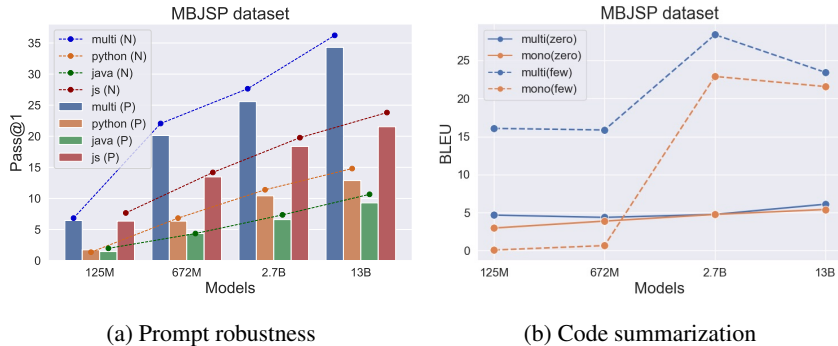 MBJSP dataset
multi (N)
python (N)
java (N)
js (N)
multi (P)
python (P)
java (P)
js (P)
Pass@1
35
30
25
20
15
10
5
0
125M 672M 2.7B 13B
Models
(a) Prompt robustness
MBJSP dataset
multi(zero)
mono(zero)
multi(few)
mono(few)
BLEU
25
20
15
10
5
0
125M 672M 2.7B 13B
Models
(b) Code summarization